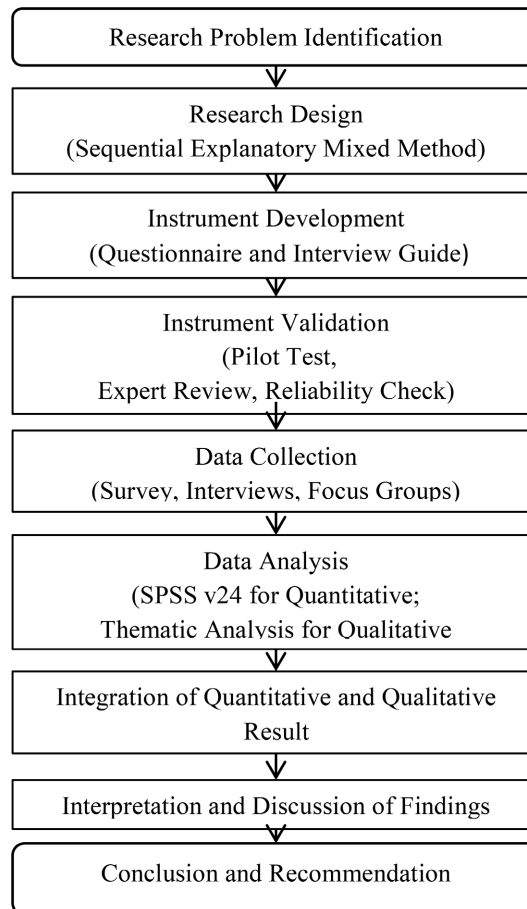 Research Problem Identification
Research Design
(Sequential Explanatory Mixed Method)
Instrument Development
(Questionnaire and Interview Guide)
Instrument Validation
(Pilot Test,
Expert Review, Reliability Check)
Data Collection
(Survey, Interviews, Focus Groups)
Data Analysis
(SPSS v24 for Quantitative;
Thematic Analysis for Qualitative
Integration of Quantitative and Qualitative
Result
Interpretation and Discussion of Findings
Conclusion and Recommendation